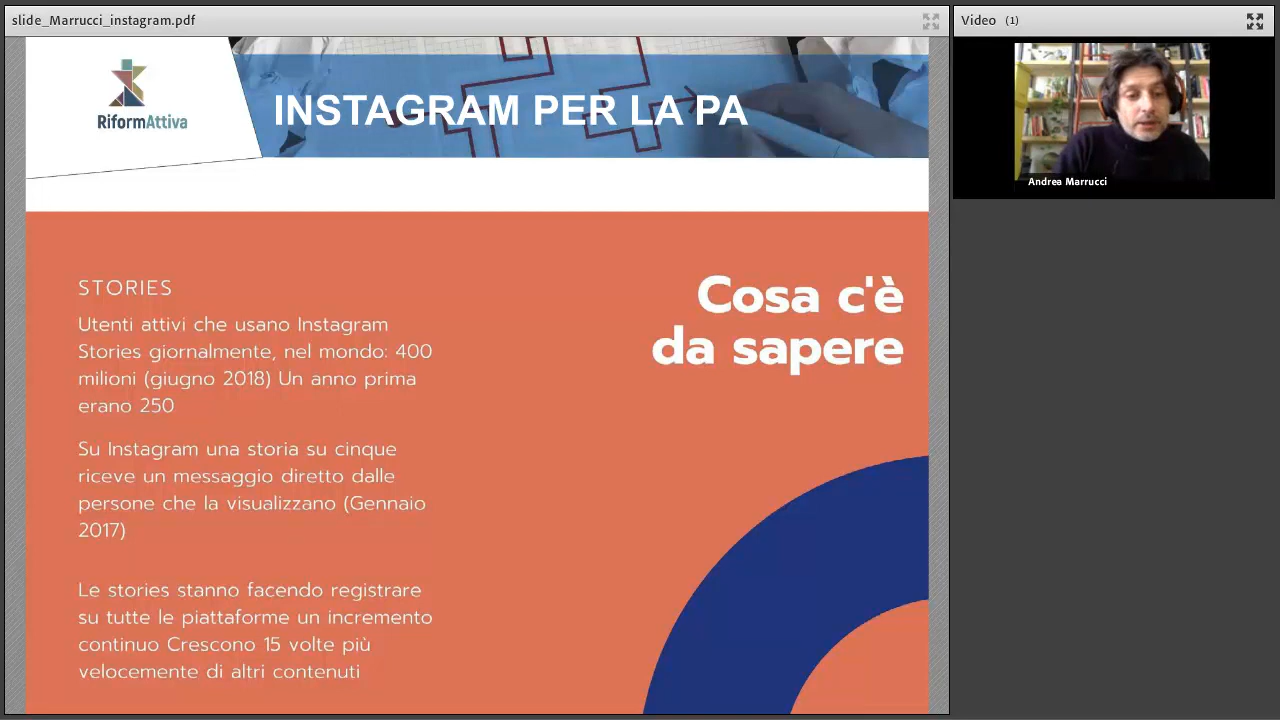 slide_Marrucci_instagram.pdf
Video (1)
RiformAttiva
INSTAGRAM PER LA PA
Andrea Marrucci
Cosa c'è
da sapere
STORIES
Utenti attivi che usano Instagram
Stories giornalmente, nel mondo: 400
milioni (giugno 2018) Un anno prima
erano 250
Su Instagram una storia su cinque
riceve un messaggio diretto dalle
persone che la visualizzano (Gennaio
2017)
Le stories stanno facendo registrare
su tutte le piattaforme un incremento
continuo Crescono 15 volte più
velocemente di altri contenuti